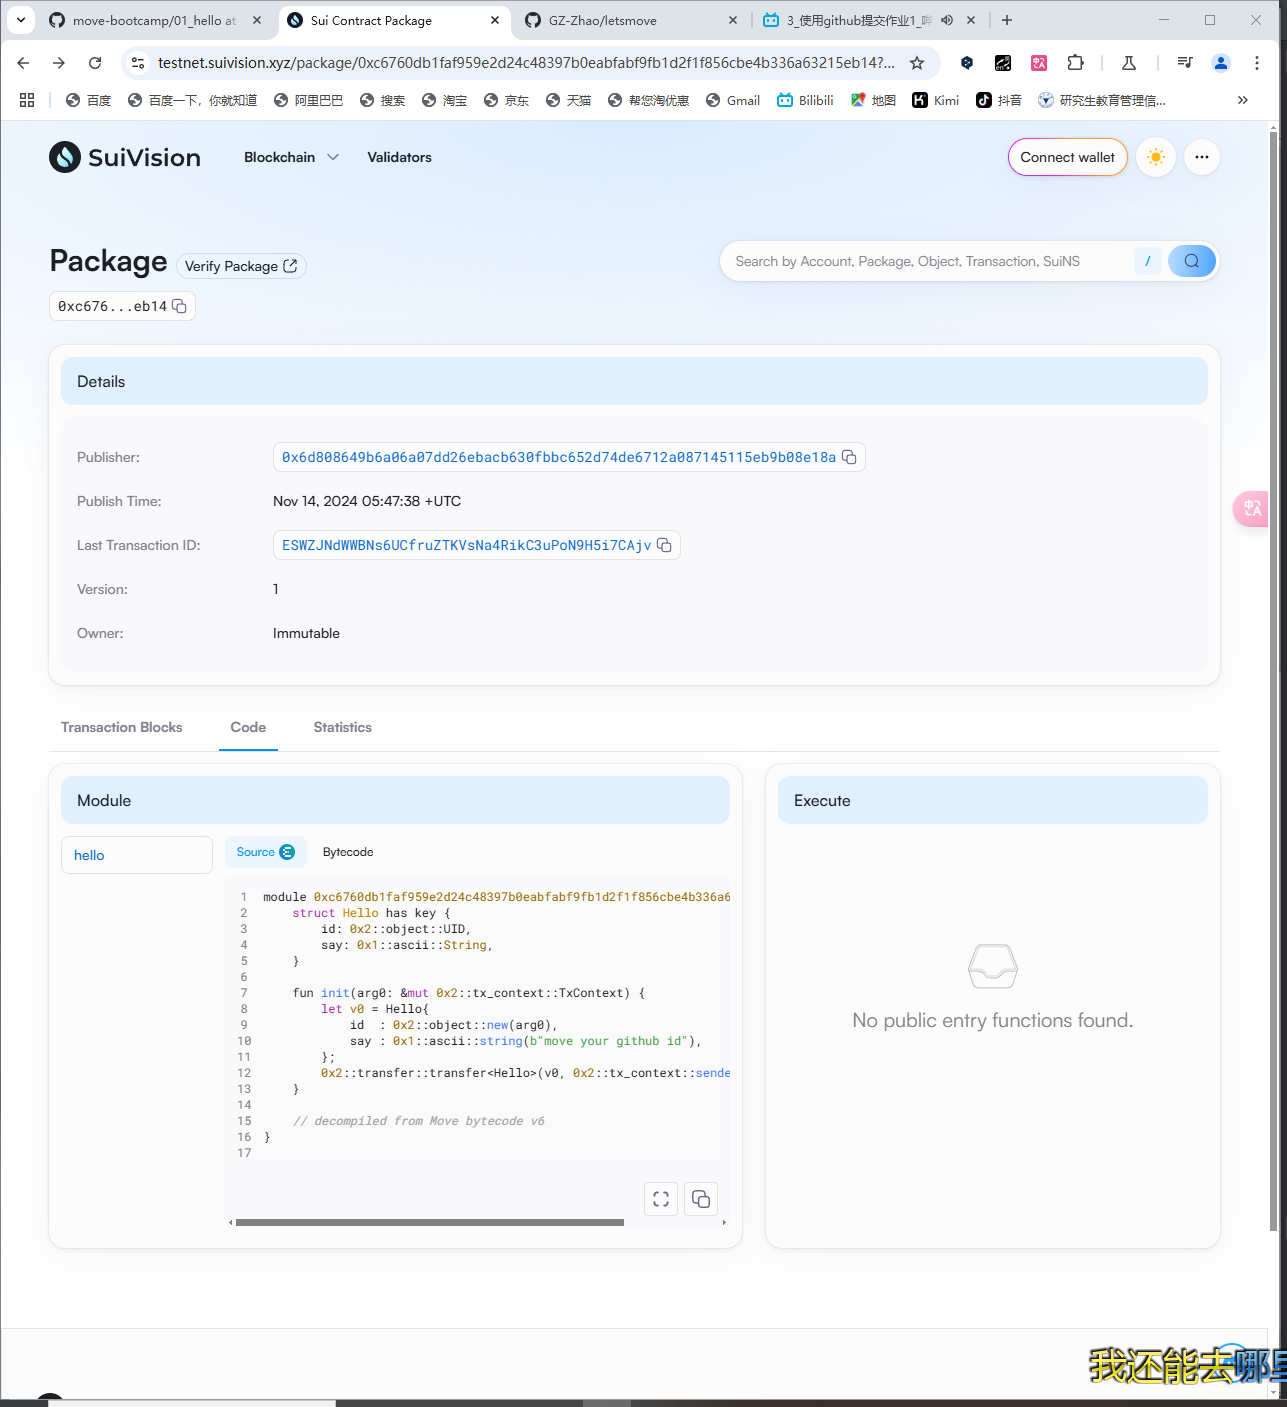 move-bootcamp/01_hello at
Sui Contract Package
GZ-Zhao/letsmove
3_使用github提交作业1_哔
testnet.suivision.xyz/package/0xc6760db1faf959e2d24c48397b0eabfabf9fb1d2f1f856cbe4b336a63215eb14?...
百度
百度一下，你就知道
阿里巴巴
搜索
淘宝
京东
天猫
帮您淘优惠
Gmail
Bilibili
地图
Kimi
抖音
研究生教育管理信...
SuiVision
Blockchain
Validators
Connect wallet
Package
Verify Package
Search by Account, Package, Object, Transaction, SuiNS
/
0xc676...eb14
Details
Publisher:
0x6d808649b6a06a07dd26ebacb630fbbc652d74de6712a087145115eb9b08e18a
Publish Time:
Nov 14, 2024 05:47:38 +UTC
Last Transaction ID:
ESWZJNdWWBNs6UCfruZTKVsNa4RikC3uPoN9H5i7CAjv
Version:
1
Owner:
Immutable
Transaction Blocks
Code
Statistics
Module
hello
Source
Bytecode
1 module 0xc6760db1faf959e2d24c48397b0eabfabf9fb1d2f1f856cbe4b336a6
2 struct Hello has key {
3 id: 0x2::object::UID,
4 say: 0x1::ascii::String,
5 }
6
7 fun init(arg0: &mut 0x2::tx_context::TxContext) {
8 let v0 = Hello{
9 id  : 0x2::object::new(arg0),
10 say : 0x1::ascii::string(b"move your github id"),
11 };
12 0x2::transfer::transfer<Hello>(v0, 0x2::tx_context::sende
13 }
14
15 // decompiled from Move bytecode v6
16 }
17
Execute
No public entry functions found.
我还能去哪